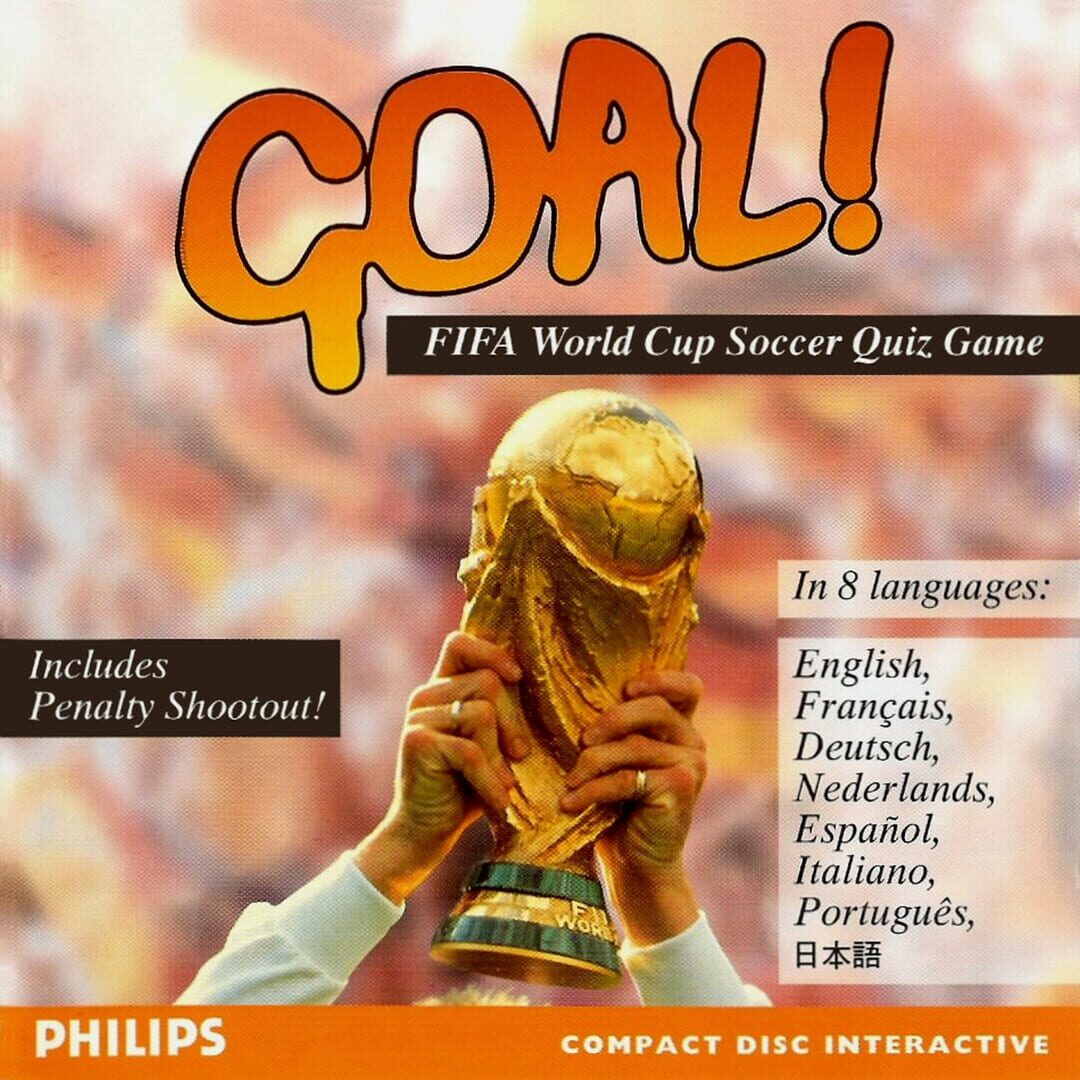 GOAL!
FIFA World Cup Soccer Quiz Game
In 8 languages:
Includes
Penalty Shootout!
English,
Français,
Deutsch,
Nederlands,
Español,
Italiano,
Português,
日本語
PHILIPS
COMPACT DISC INTERACTIVE